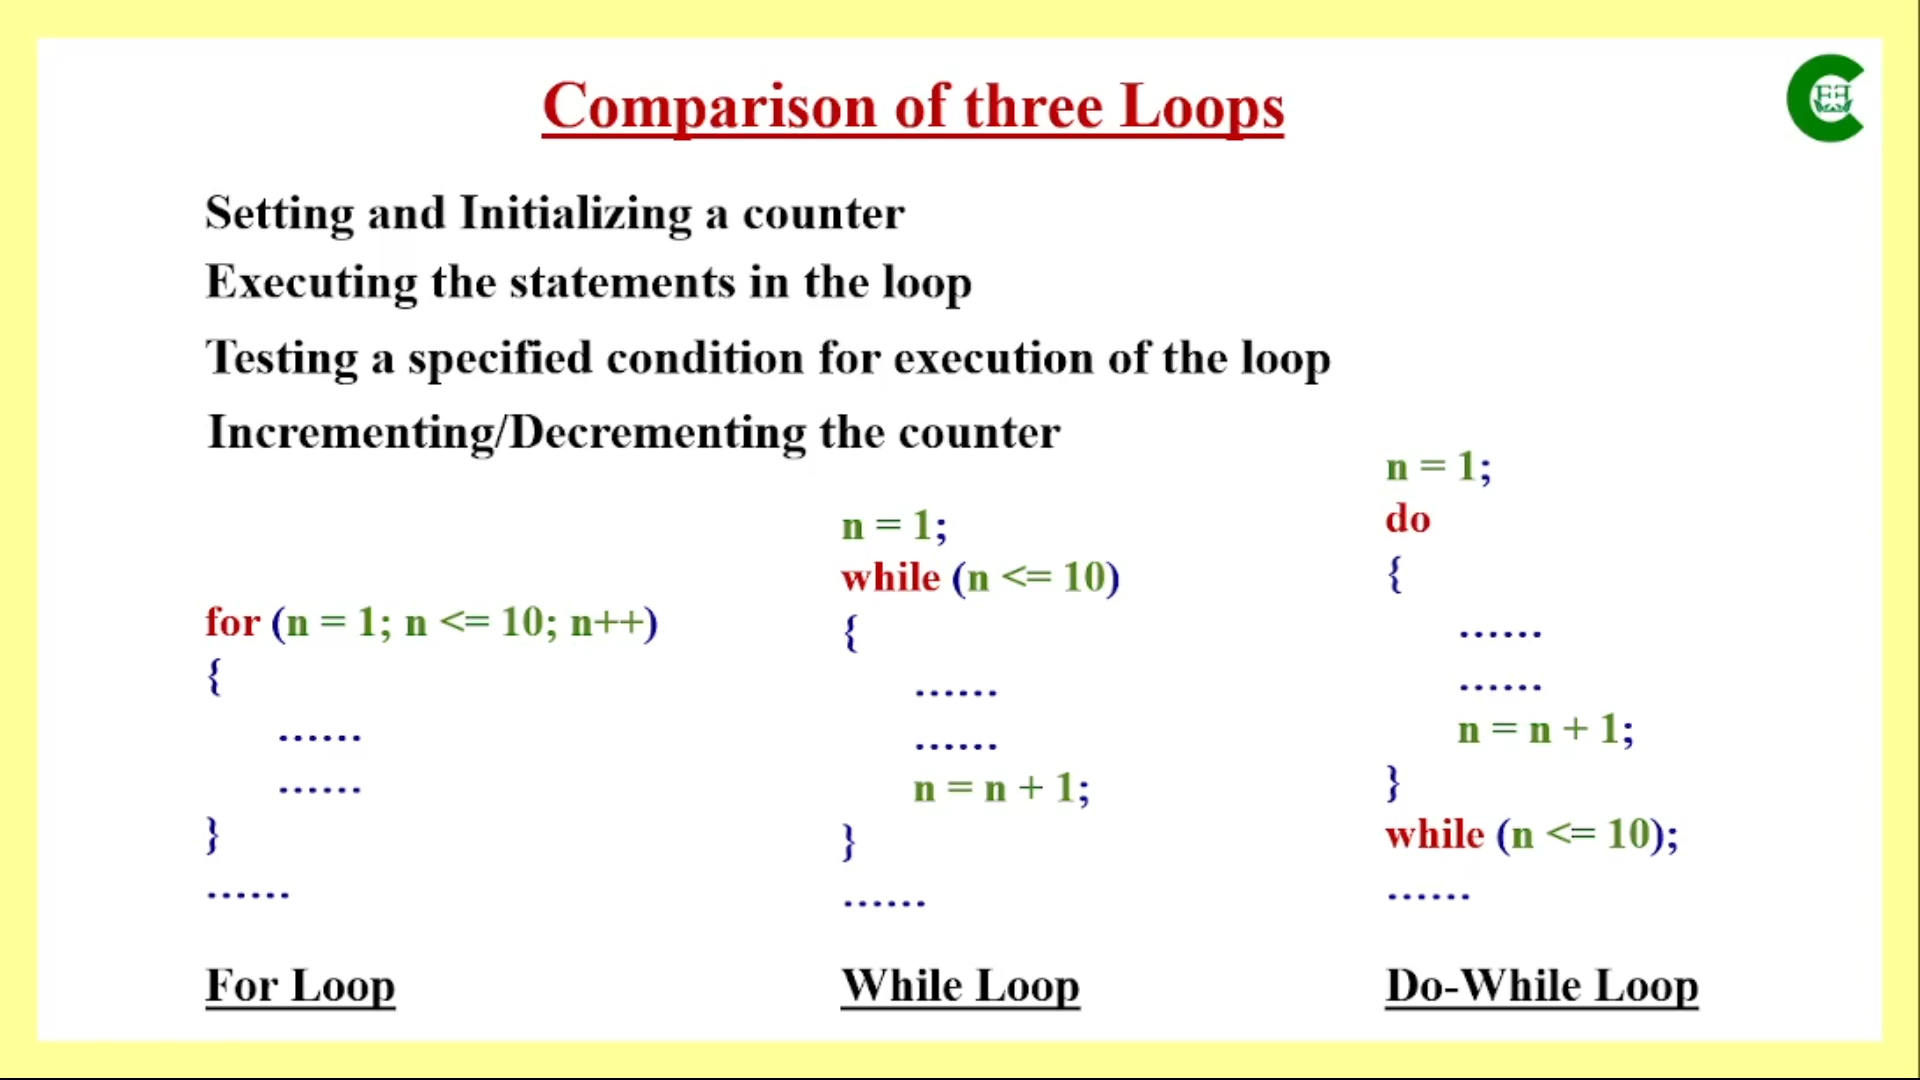 Comparison of three Loops
Setting and Initializing a counter
Executing the statements in the loop
Testing a specified condition for execution of the loop
Incrementing/Decrementing the counter
for (n = 1; n <= 10; n++)
{
......
......
}
......
For Loop
n = 1;
while (n <= 10)
{
......
......
n = n + 1;
}
......
While Loop
n = 1;
do
{
......
......
n = n + 1;
}
while (n <= 10);
......
Do-While Loop